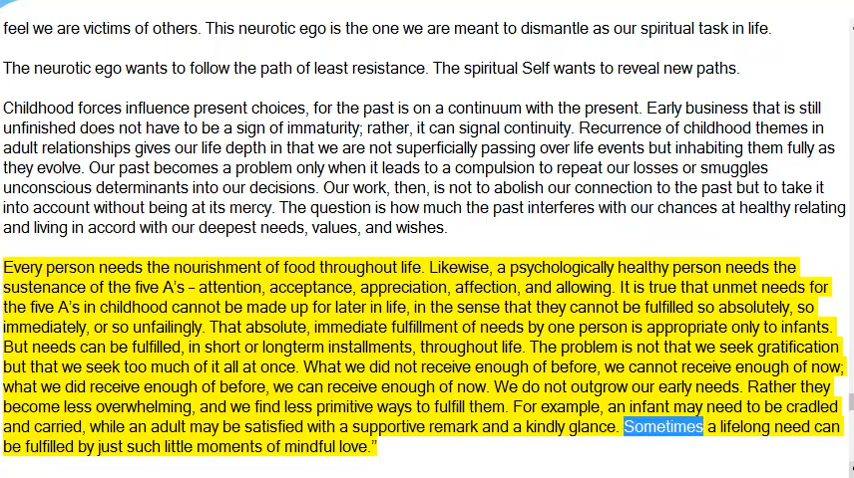 feel we are victims of others. This neurotic ego is the one we are meant to dismantle as our spiritual task in life.
The neurotic ego wants to follow the path of least resistance. The spiritual Self wants to reveal new paths.
Childhood forces influence present choices, for the past is on a continuum with the present. Early business that is still
unfinished does not have to be a sign of immaturity; rather, it can signal continuity. Recurrence of childhood themes in
adult relationships gives our life depth in that we are not superficially passing over life events but inhabiting them fully as
they evolve. Our past becomes a problem only when it leads to a compulsion to repeat our losses or smuggles
unconscious determinants into our decisions. Our work, then, is not to abolish our connection to the past but to take it
into account without being at its mercy. The question is how much the past interferes with our chances at healthy relating
and living in accord with our deepest needs, values, and wishes.
Every person needs the nourishment of food throughout life. Likewise, a psychologically healthy person needs the
sustenance of the five A's – attention, acceptance, appreciation, affection, and allowing. It is true that unmet needs for
the five A's in childhood cannot be made up for later in life, in the sense that they cannot be fulfilled so absolutely, so
immediately, or so unfailingly. That absolute, immediate fulfillment of needs by one person is appropriate only to infants.
But needs can be fulfilled, in short or longterm installments, throughout life. The problem is not that we seek gratification
but that we seek too much of it all at once. What we did not receive enough of before, we cannot receive enough of now;
what we did receive enough of before, we can receive enough of now. We do not outgrow our early needs. Rather they
become less overwhelming, and we find less primitive ways to fulfill them. For example, an infant may need to be cradled
and carried, while an adult may be satisfied with a supportive remark and a kindly glance. Sometimes a lifelong need can
be fulfilled by just such little moments of mindful love.”